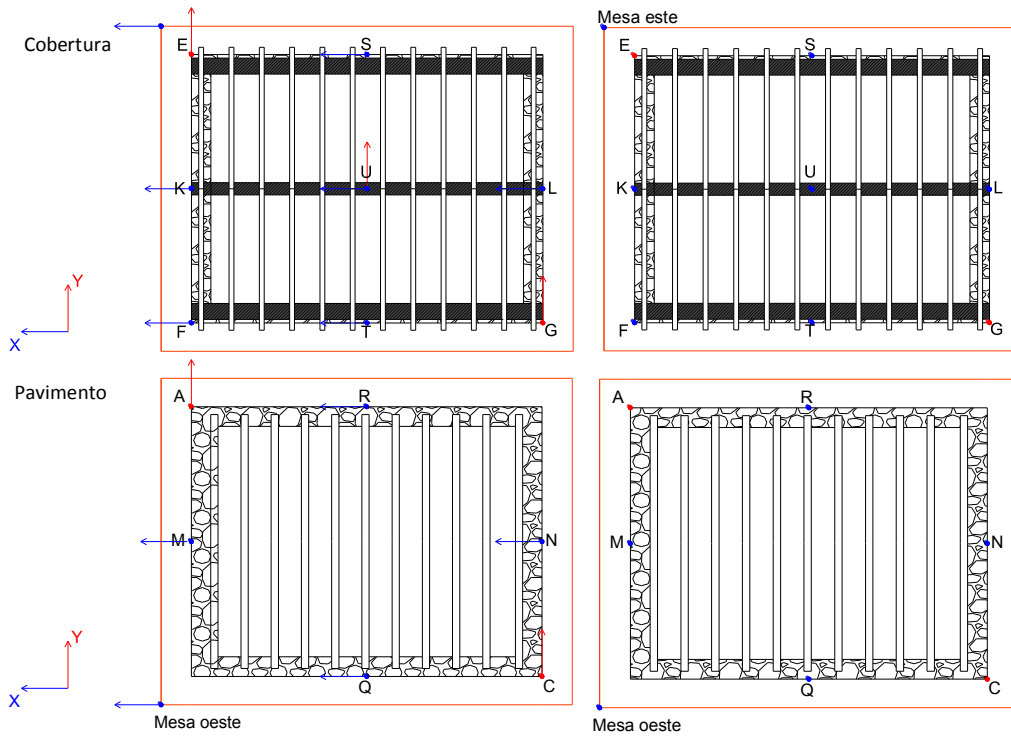 Mesa este
Cobertura
E
S
E
S
U
U
K
L
K
L
Y
F
T
G
F
T
G
X
Pavimento
A
R
A
R
M
N
M
N
Y
X
Q
C
Q
C
Mesa oeste
Mesa oeste